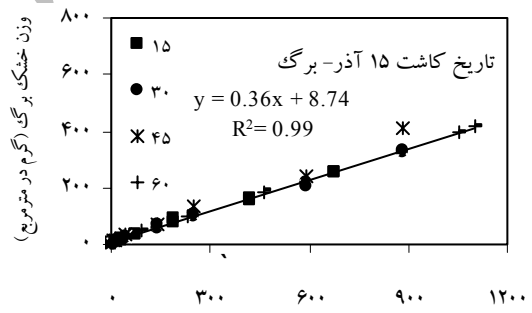 وزن خشک برگ (گرم در مترمربع)
۸۰۰
۶۰۰
۴۰۰
۲۰۰
۰
۱۵
۳۰
۴۵
۶۰
تاریخ کاشت ۱۵ آذر- برگ
y = 0.36x + 8.74
R²= 0.99
۰ ۳۰۰ ۶۰۰ ۹۰۰ ۱۲۰۰